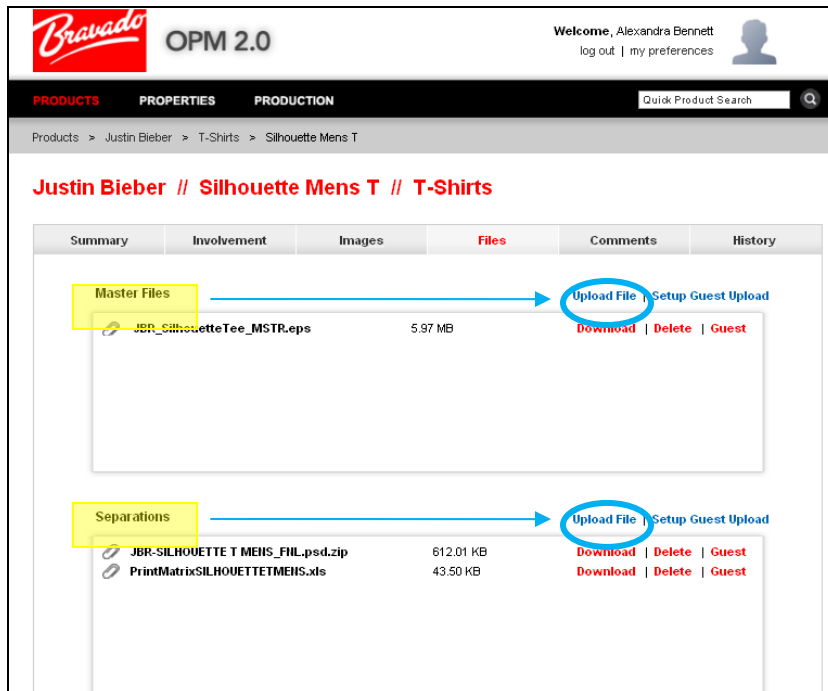 Bravado
OPM 2.0
Welcome, Alexandra Bennett
log out | my preferences
PRODUCTS PROPERTIES PRODUCTION
Quick Product Search
Products > Justin Bieber > T-Shirts > Silhouette Mens T
Justin Bieber // Silhouette Mens T // T-Shirts
Summary Involvement Images Files Comments History
Master Files Upload File | Setup Guest Upload
JBR_SilhouetteTee_MSTR.eps 5.97 MB Download | Delete | Guest
Separations Upload File | Setup Guest Upload
JBR-SILHOUETTE T MENS_FNL.psd.zip 612.01 KB Download | Delete | Guest
PrintMatrixSILHOUETTETMENS.xls 43.50 KB Download | Delete | Guest